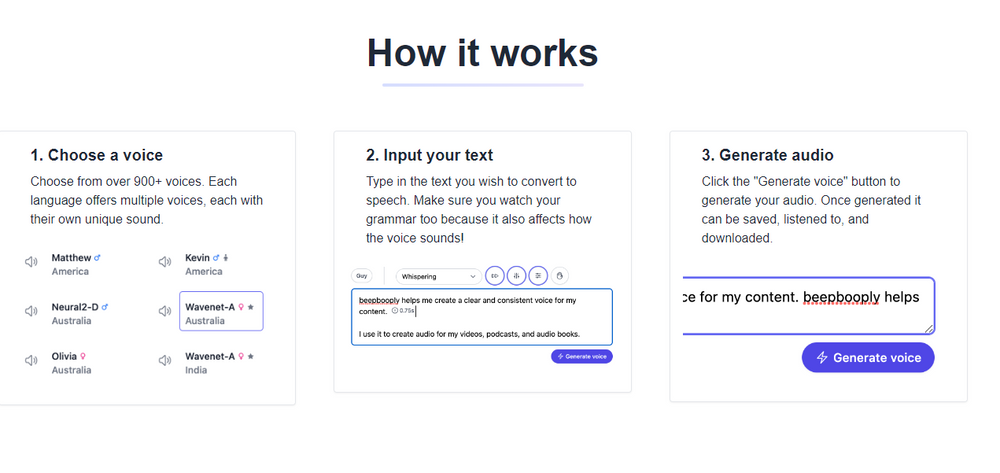 How it works
1. Choose a voice
Choose from over 900+ voices. Each
language offers multiple voices, each with
their own unique sound.
Matthew
America
Kevin
America
Neural2-D
Australia
Wavenet-A
Australia
Olivia
Australia
Wavenet-A
India
2. Input your text
Type in the text you wish to convert to
speech. Make sure you watch your
grammar too because it also affects how
the voice sounds!
Guy
Whispering
beepbooply helps me create a clear and consistent voice for my
content. 0.75s
I use it to create audio for my videos, podcasts, and audio books.
Generate voice
3. Generate audio
Click the "Generate voice" button to
generate your audio. Once generated it
can be saved, listened to, and
downloaded.
ce for my content. beepbooply helps
Generate voice